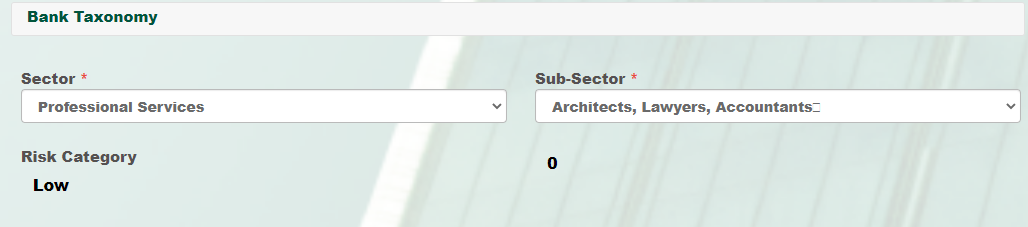 Bank Taxonomy
Sector *
Sub-Sector *
Professional Services
Architects, Lawyers, Accountants□
Risk Category
0
Low